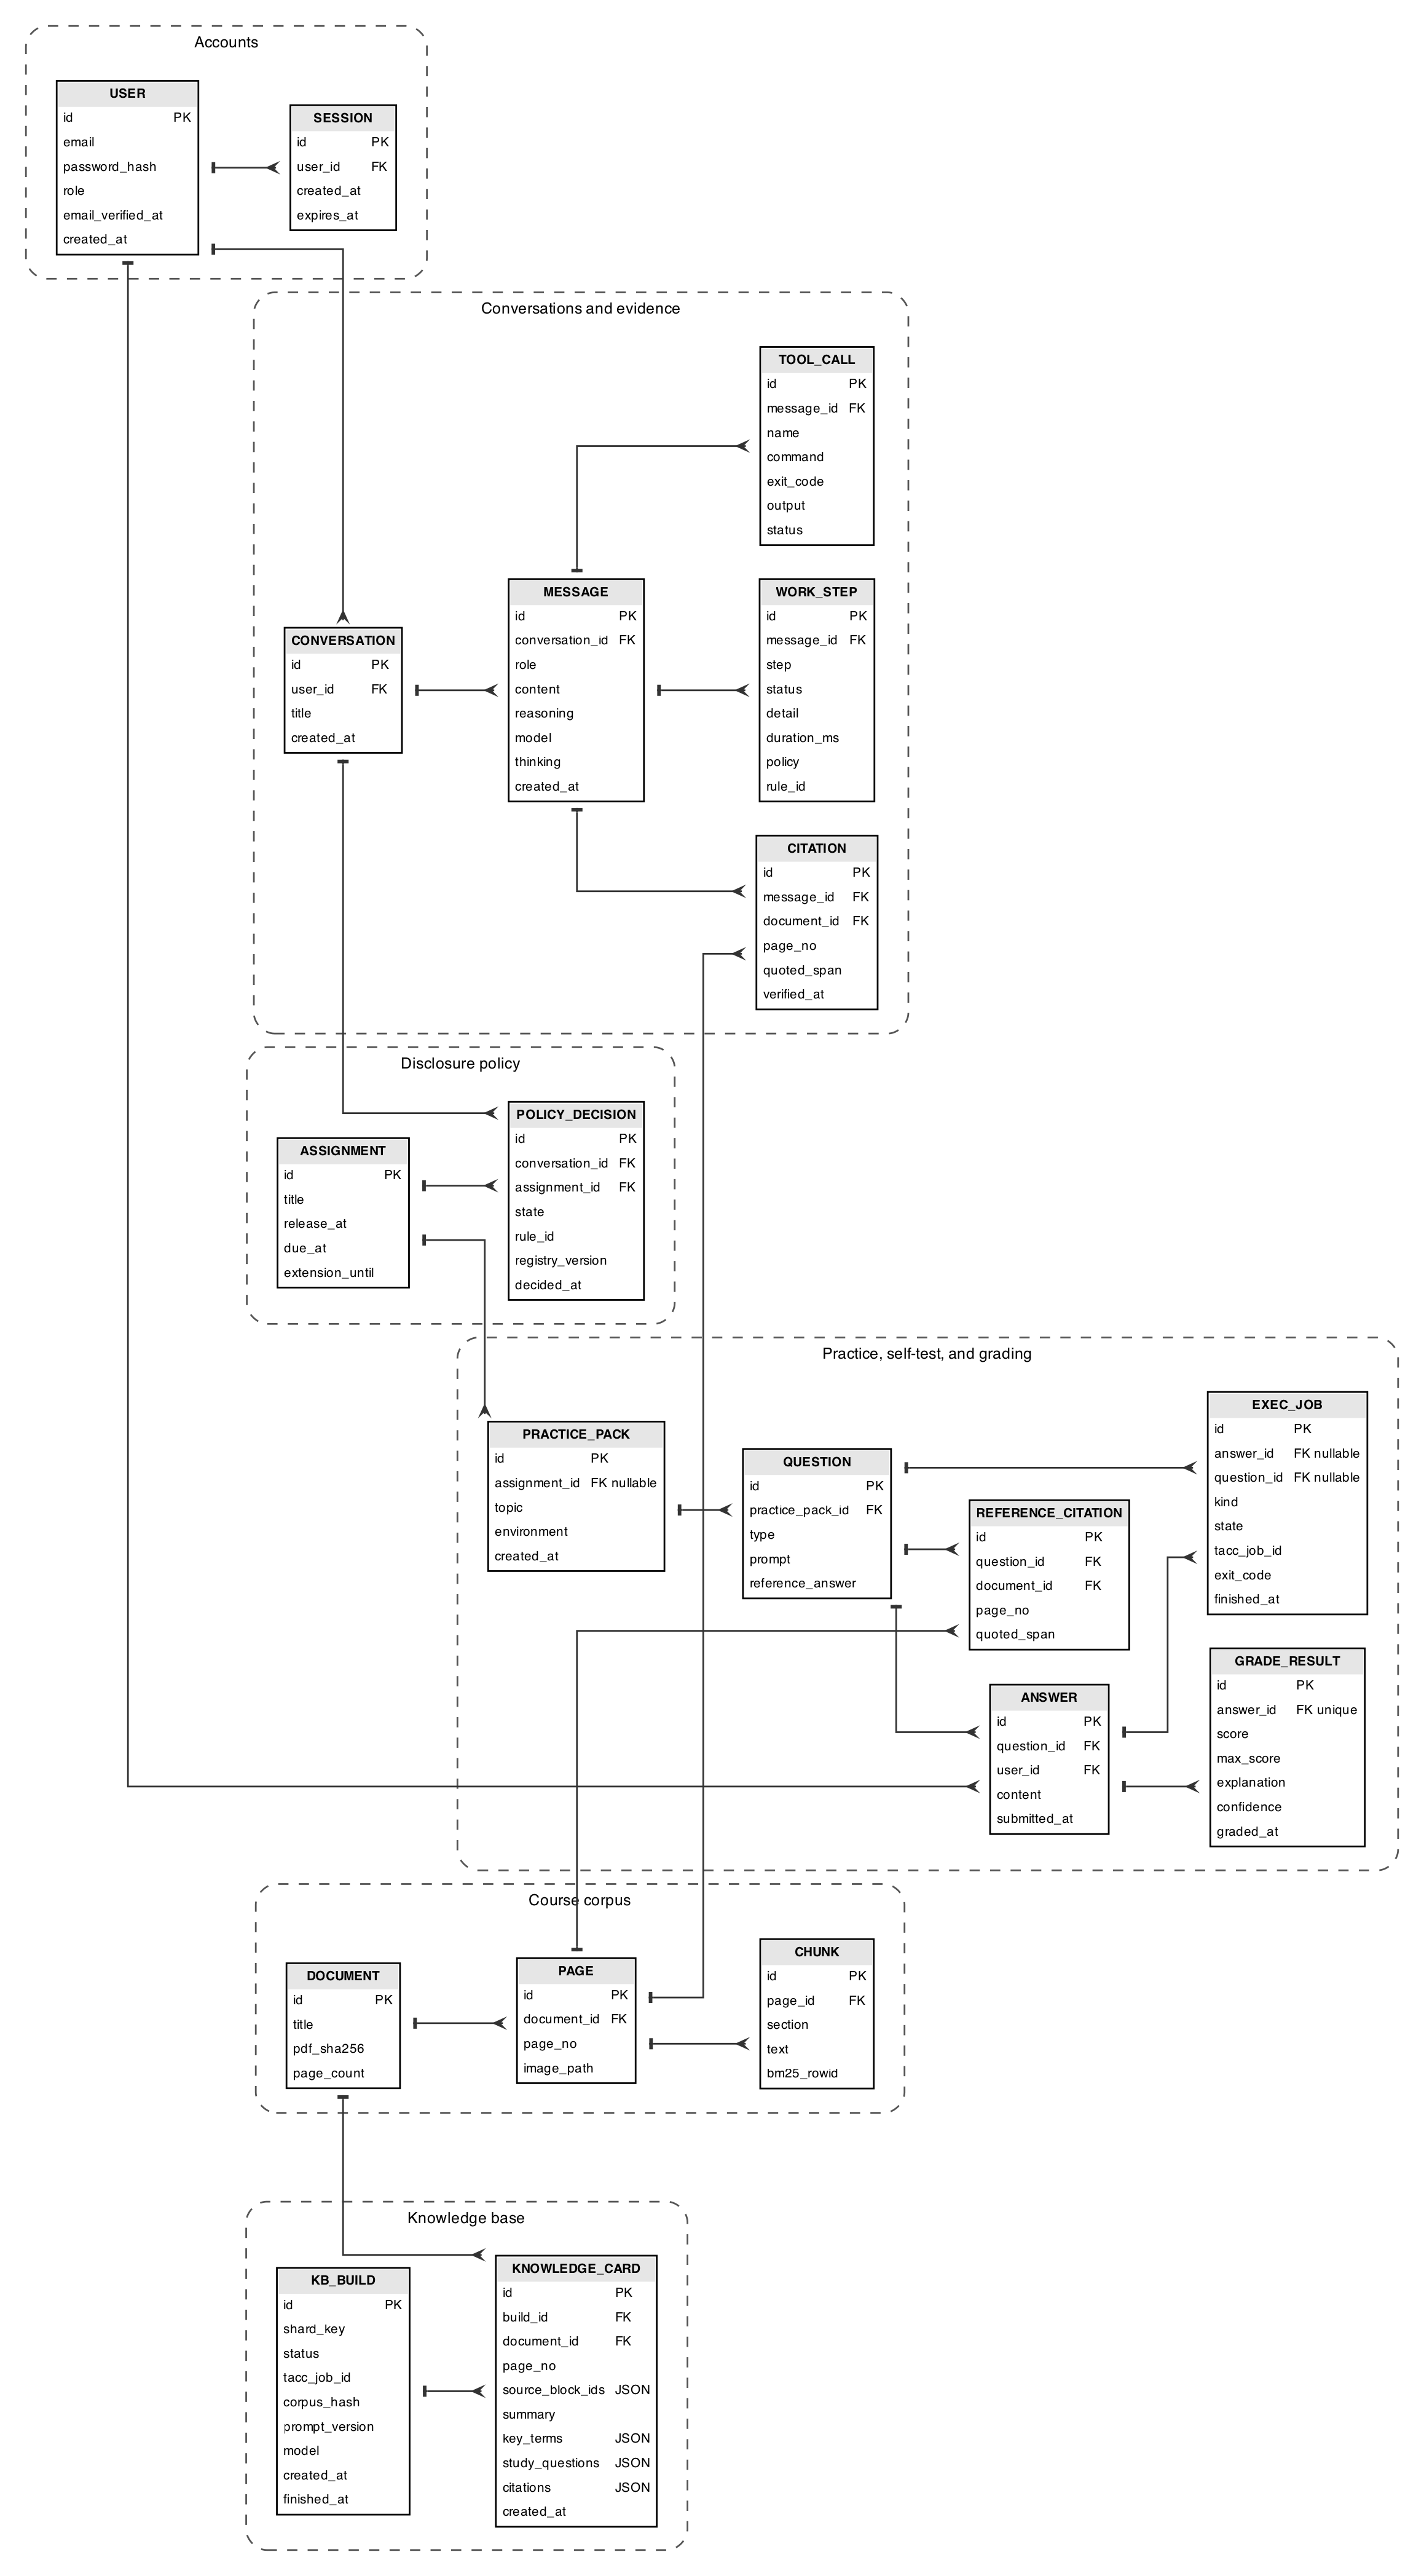 Accounts
USER
id PK
email
password_hash
role
email_verified_at
created_at
SESSION
id PK
user_id FK
created_at
expires_at
Conversations and evidence
TOOL_CALL
id PK
message_id FK
name
command
exit_code
output
status
CONVERSATION
id PK
user_id FK
title
created_at
MESSAGE
id PK
conversation_id FK
role
content
reasoning
model
thinking
created_at
WORK_STEP
id PK
message_id FK
step
status
detail
duration_ms
policy
rule_id
CITATION
id PK
message_id FK
document_id FK
page_no
quoted_span
verified_at
Disclosure policy
ASSIGNMENT
id PK
title
release_at
due_at
extension_until
POLICY_DECISION
id PK
conversation_id FK
assignment_id FK
state
rule_id
registry_version
decided_at
Practice, self-test, and grading
PRACTICE_PACK
id PK
assignment_id FK nullable
topic
environment
created_at
QUESTION
id PK
practice_pack_id FK
type
prompt
reference_answer
REFERENCE_CITATION
id PK
question_id FK
document_id FK
page_no
quoted_span
EXEC_JOB
id PK
answer_id FK nullable
question_id FK nullable
kind
state
tacc_job_id
exit_code
finished_at
ANSWER
id PK
question_id FK
user_id FK
content
submitted_at
GRADE_RESULT
id PK
answer_id FK unique
score
max_score
explanation
confidence
graded_at
Course corpus
DOCUMENT
id PK
title
pdf_sha256
page_count
PAGE
id PK
document_id FK
page_no
image_path
CHUNK
id PK
page_id FK
section
text
bm25_rowid
Knowledge base
KB_BUILD
id PK
shard_key
status
tacc_job_id
corpus_hash
prompt_version
model
created_at
finished_at
KNOWLEDGE_CARD
id PK
build_id FK
document_id FK
page_no
source_block_ids JSON
summary
key_terms JSON
study_questions JSON
citations JSON
created_at